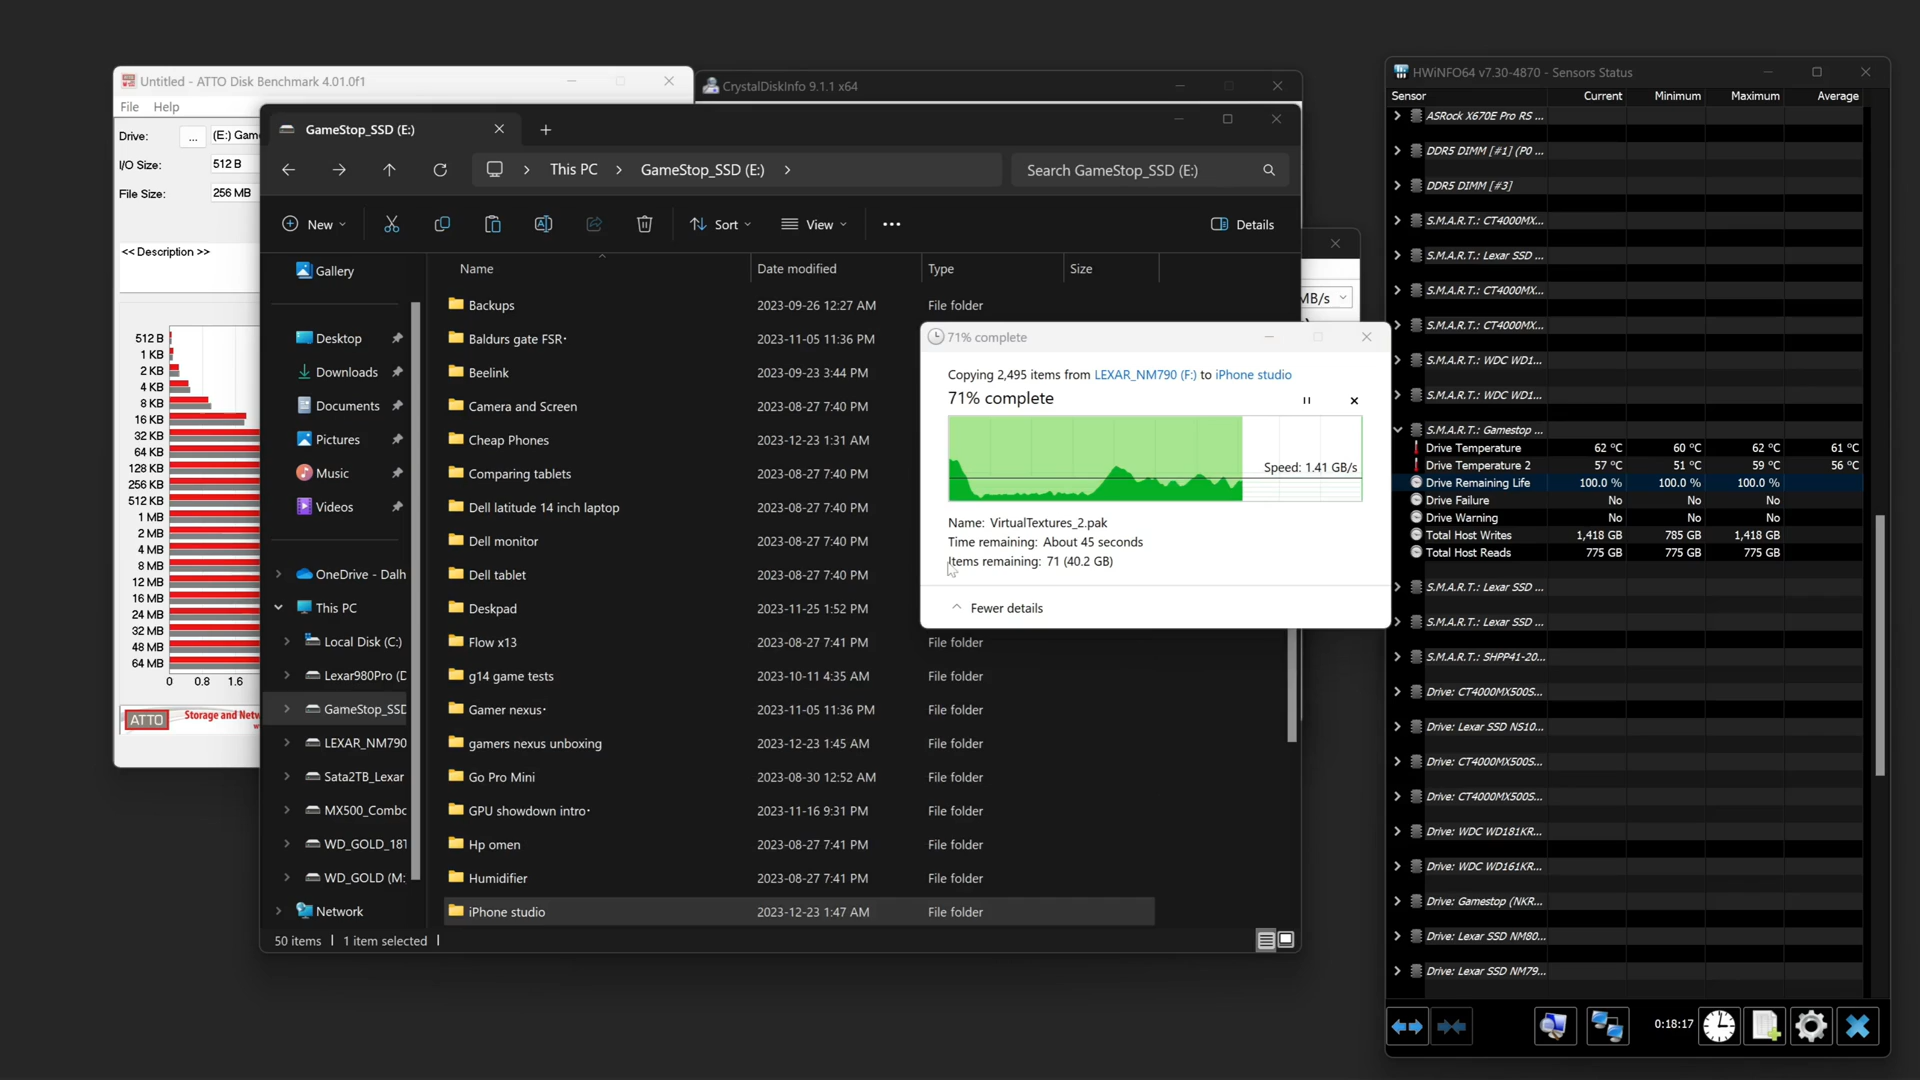 Untitled - ATTO Disk Benchmark 4.01.0f1
File Help
Drive: ... (E:) Gam
I/O Size: 512 B
File Size: 256 MB
<< Description >>
512 B
1 KB
2 KB
4 KB
8 KB
16 KB
32 KB
64 KB
128 KB
256 KB
512 KB
1 MB
2 MB
4 MB
8 MB
12 MB
16 MB
24 MB
32 MB
48 MB
64 MB
0 0.8 1.6
ATTO Storage and Netw
CrystalDiskInfo 9.1.1 x64
MB/s
GameStop_SSD (E:)
This PC > GameStop_SSD (E:) >
Search GameStop_SSD (E:)
New Sort View ... Details
Gallery
Desktop
Downloads
Documents
Pictures
Music
Videos
OneDrive - Dalh
This PC
Local Disk (C:)
Lexar980Pro (D
GameStop_SSD
LEXAR_NM790
Sata2TB_Lexar
MX500_Combo
WD_GOLD_18T
WD_GOLD (M:
Network
Name Date modified Type Size
Backups 2023-09-26 12:27 AM File folder
Baldurs gate FSR· 2023-11-05 11:36 PM
Beelink 2023-09-23 3:44 PM
Camera and Screen 2023-08-27 7:40 PM
Cheap Phones 2023-12-23 1:31 AM
Comparing tablets 2023-08-27 7:40 PM
Dell latitude 14 inch laptop 2023-08-27 7:40 PM
Dell monitor 2023-08-27 7:40 PM
Dell tablet 2023-08-27 7:40 PM
Deskpad 2023-11-25 1:52 PM
Flow x13 2023-08-27 7:41 PM File folder
g14 game tests 2023-10-11 4:35 AM File folder
Gamer nexus· 2023-11-05 11:36 PM File folder
gamers nexus unboxing 2023-12-23 1:45 AM File folder
Go Pro Mini 2023-08-30 12:52 AM File folder
GPU showdown intro· 2023-11-16 9:31 PM File folder
Hp omen 2023-08-27 7:41 PM File folder
Humidifier 2023-08-27 7:41 PM File folder
iPhone studio 2023-12-23 1:47 AM File folder
50 items 1 item selected
71% complete
Copying 2,495 items from LEXAR_NM790 (F:) to iPhone studio
71% complete
Speed: 1.41 GB/s
Name: VirtualTextures_2.pak
Time remaining: About 45 seconds
Items remaining: 71 (40.2 GB)
Fewer details
HWiNFO64 v7.30-4870 - Sensors Status
Sensor Current Minimum Maximum Average
ASRock X670E Pro RS ...
DDR5 DIMM [#1] (P0 ...
DDR5 DIMM [#3]
S.M.A.R.T.: CT4000MX...
S.M.A.R.T.: Lexar SSD ...
S.M.A.R.T.: CT4000MX...
S.M.A.R.T.: CT4000MX...
S.M.A.R.T.: WDC WD1...
S.M.A.R.T.: WDC WD1...
S.M.A.R.T.: Gamestop ...
Drive Temperature 62 °C 60 °C 62 °C 61 °C
Drive Temperature 2 57 °C 51 °C 59 °C 56 °C
Drive Remaining Life 100.0 % 100.0 % 100.0 %
Drive Failure No No No
Drive Warning No No No
Total Host Writes 1,418 GB 785 GB 1,418 GB
Total Host Reads 775 GB 775 GB 775 GB
S.M.A.R.T.: Lexar SSD ...
S.M.A.R.T.: Lexar SSD ...
S.M.A.R.T.: SHPP41-20...
Drive: CT4000MX500S...
Drive: Lexar SSD NS10...
Drive: CT4000MX500S...
Drive: CT4000MX500S...
Drive: WDC WD181KR...
Drive: WDC WD161KR...
Drive: Gamestop (NKR...
Drive: Lexar SSD NM80...
Drive: Lexar SSD NM79...
0:18:17